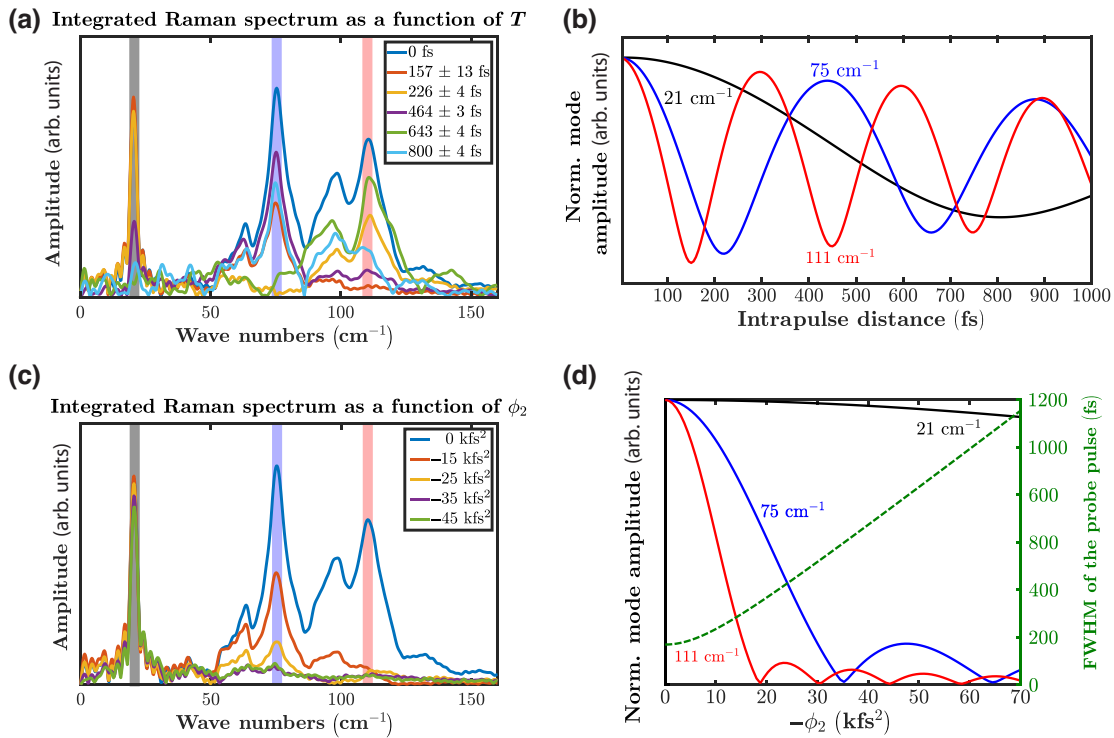 (a) Integrated Raman spectrum as a function of T
Amplitude (arb. units)
0 fs
157 ± 13 fs
226 ± 4 fs
464 ± 3 fs
643 ± 4 fs
800 ± 4 fs
0 50 100 150
Wave numbers (cm⁻¹)
(b)
Norm. mode
amplitude (arb. units)
75 cm⁻¹
21 cm⁻¹
111 cm⁻¹
100 200 300 400 500 600 700 800 900 1000
Intrapulse distance (fs)
(c)
Integrated Raman spectrum as a function of ϕ₂
Amplitude (arb. units)
0 kfs²
−15 kfs²
−25 kfs²
−35 kfs²
−45 kfs²
0 50 100 150
Wave numbers (cm⁻¹)
(d)
Norm. mode amplitude (arb. units)
21 cm⁻¹
75 cm⁻¹
111 cm⁻¹
1200
1000
600
800
400
200
0
FWHM of the probe pulse (fs)
0 10 20 30 40 50 60 70
−ϕ₂ (kfs²)